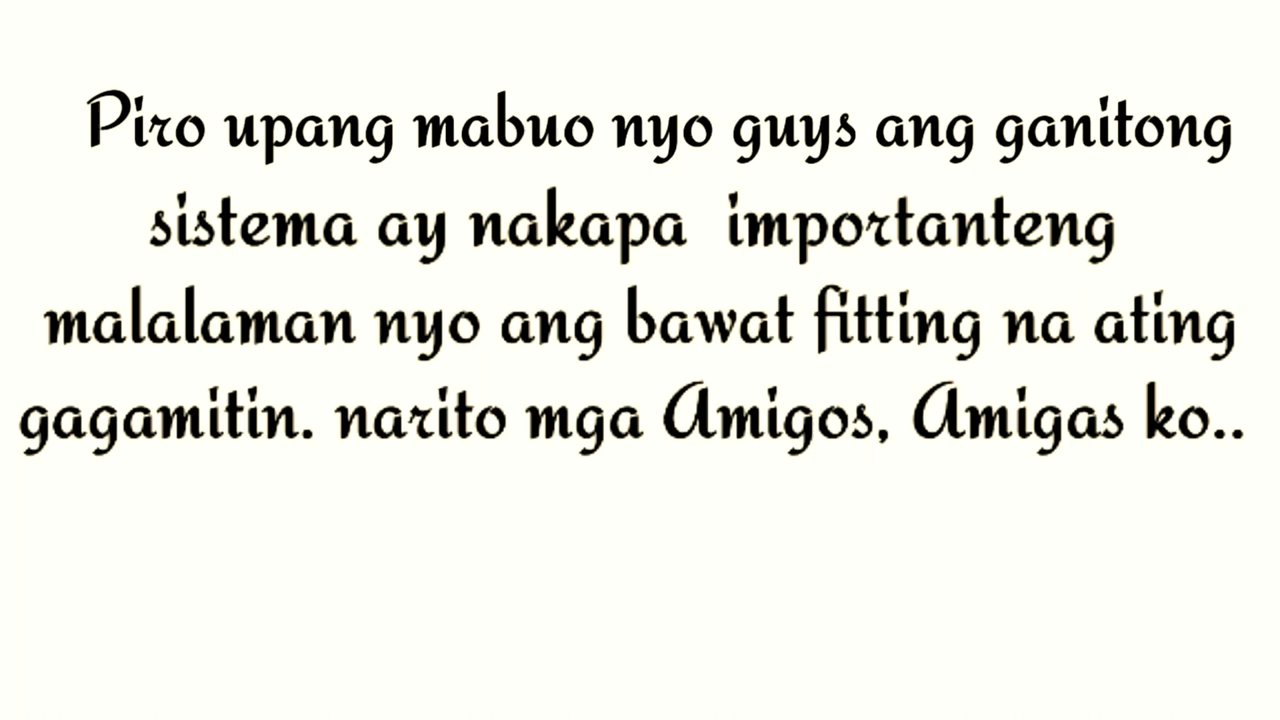 Piro upang mabuo nyo guys ang ganitong
sistema ay nakapa importanteng
malalaman nyo ang bawat fitting na ating
gagamitin. narito mga Amigos, Amigas ko..